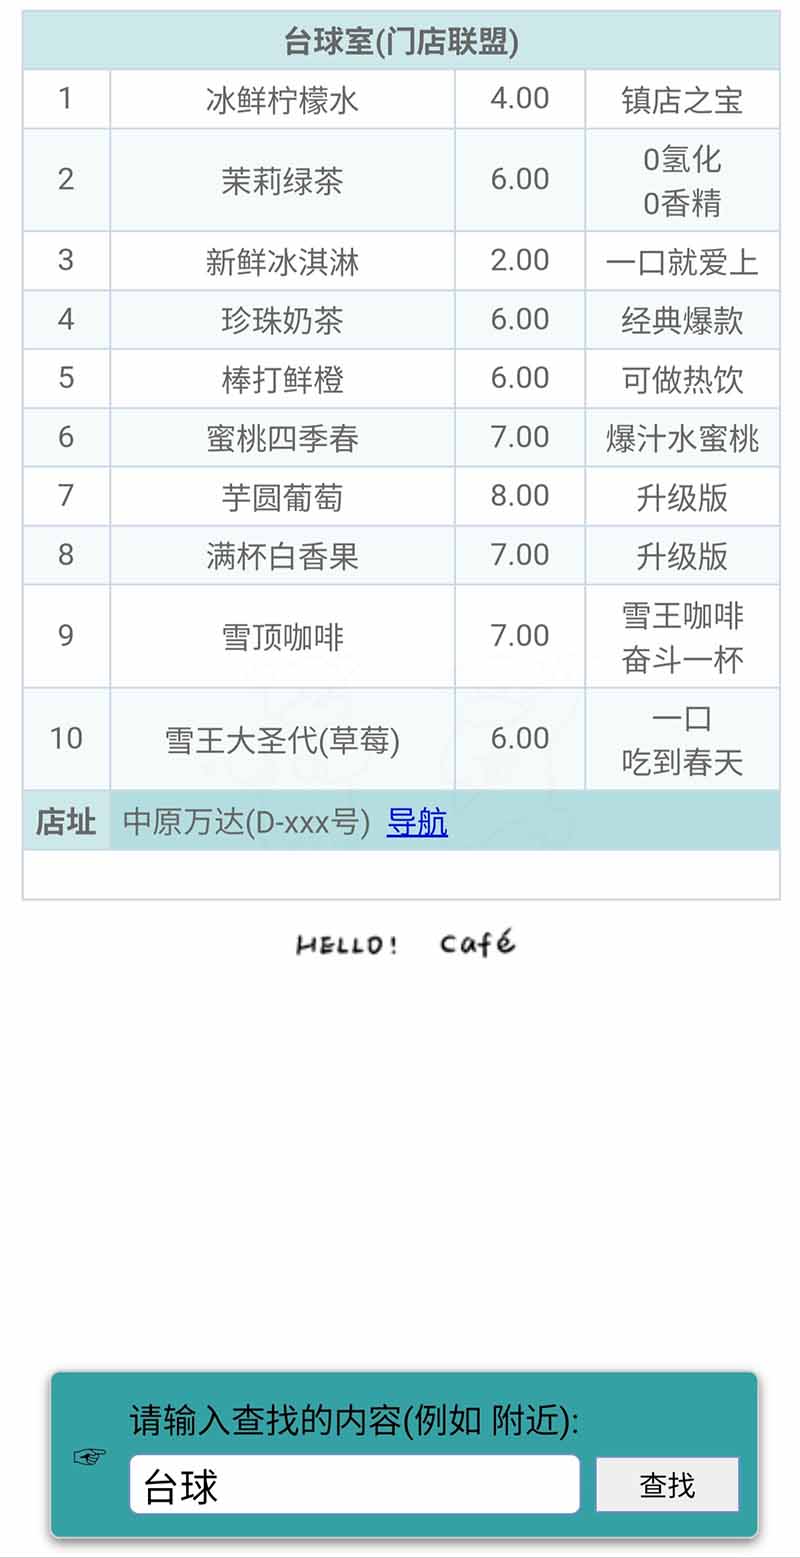 台球室(门店联盟)
1 冰鲜柠檬水 4.00 镇店之宝
2 茉莉绿茶 6.00 0氢化
0香精
3 新鲜冰淇淋 2.00 一口就爱上
4 珍珠奶茶 6.00 经典爆款
5 棒打鲜橙 6.00 可做热饮
6 蜜桃四季春 7.00 爆汁水蜜桃
7 芋圆葡萄 8.00 升级版
8 满杯白香果 7.00 升级版
9 雪顶咖啡 7.00 雪王咖啡
奋斗一杯
10 雪王大圣代(草莓) 6.00 一口
吃到春天
店址 中原万达(D-xxx号) 导航
HELLO! Café
请输入查找的内容(例如 附近):
台球 查找